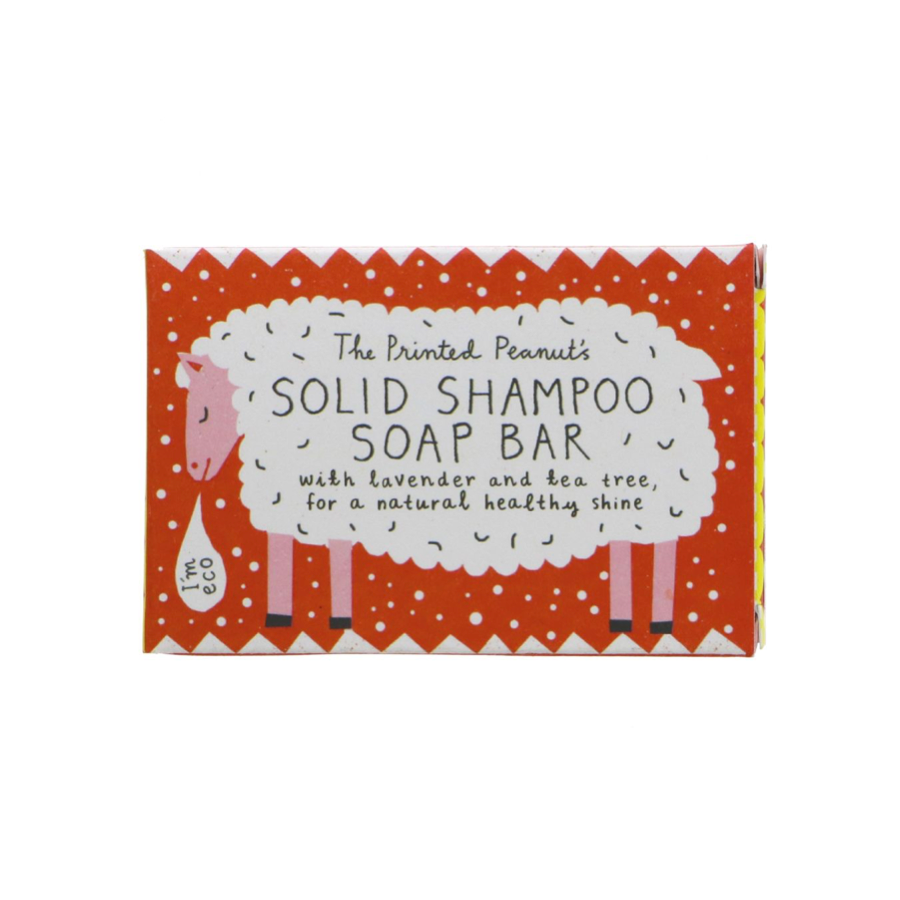 The Printed Peanut's
SOLID SHAMPOO
SOAP BAR
with lavender and tea tree,
for a natural healthy shine
I'm
eco